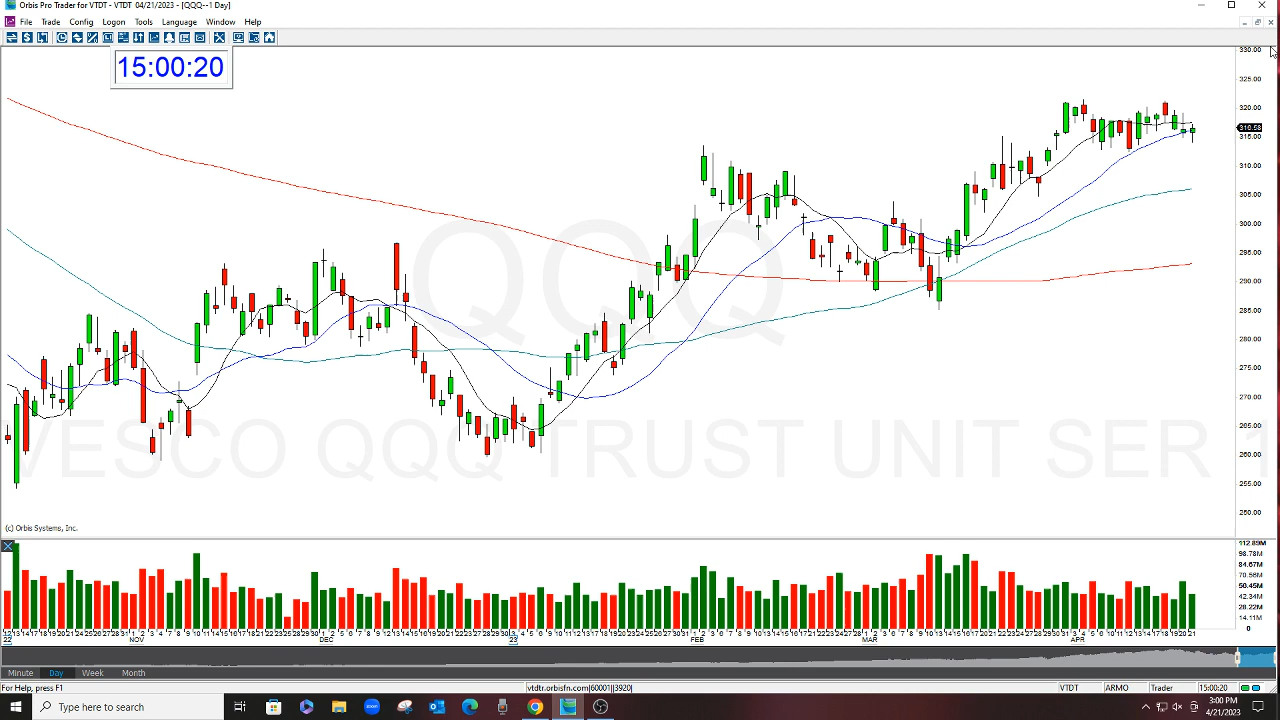 Orbis Pro Trader for VTDT - VTDT 04/21/2023 - [QQQ--1 Day]
File Trade Config Logon Tools Language Window Help
15:00:20
330.00
325.00
320.00
316.58
315.00
310.00
305.00
300.00
295.00
290.00
285.00
280.00
275.00
270.00
265.00
260.00
255.00
250.00
QQQ
VESCO QQQ TRUST UNIT SER 1
(c) Orbis Systems, Inc.
112.89M
98.78M
84.67M
70.56M
50.45M
42.34M
28.22M
14.11M
0
22 NOV DEC 23 FEB MAR APR
Minute Day Week Month
For Help, press F1 vtdtr.orbisfn.com|60001||3920| VTDT ARMO Trader 15:00:20
Type here to search
3:00 PM
4/21/2023